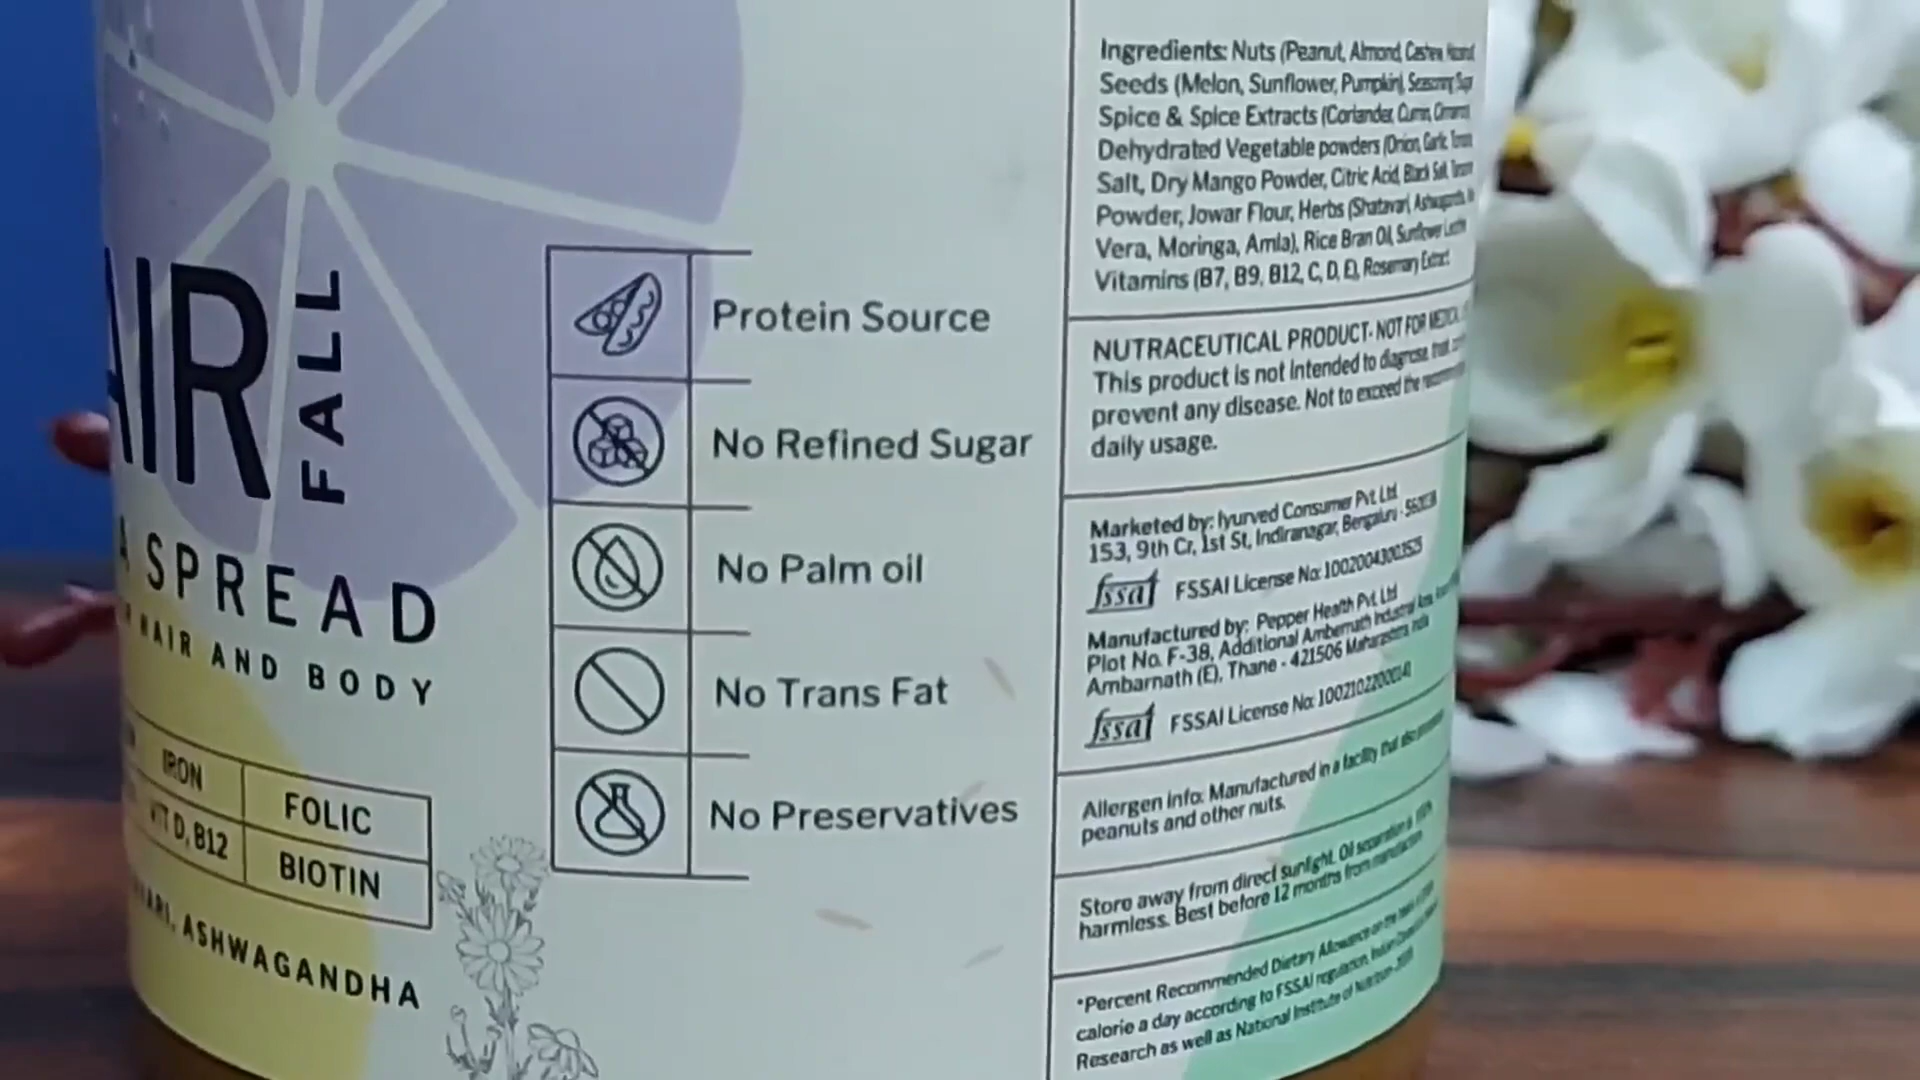 AIR
FALL
A SPREAD
HAIR AND BODY
IRON
FOLIC
VIT D, B12
BIOTIN
ASHWAGANDHA
Protein Source
No Refined Sugar
No Palm oil
No Trans Fat
No Preservatives
Ingredients: Nuts (Peanut, Almond, Cashew,
Seeds (Melon, Sunflower, Pumpkin), Seasoning
Spice & Spice Extracts (Coriander, Cumin,
Dehydrated Vegetable powders (Onion, Garlic,
Salt, Dry Mango Powder, Citric Acid, Black Salt,
Powder, Jowar Flour, Herbs (Shatavari, Ashwagandha,
Vera, Moringa, Amla), Rice Bran Oil, Sunflower
Vitamins (B7, B9, B12, C, D, E), Rosemary Extract
NUTRACEUTICAL PRODUCT- NOT FOR
This product is not intended to diagnose, treat,
prevent any disease. Not to exceed the
daily usage.
Marketed by: Iyurved Consumer Pvt. Ltd
153, 9th Cr, 1st St, Indiranagar, Bengaluru -
fssai FSSAI License No: 10020043003525
Manufactured by: Pepper Health Pvt. Ltd
Plot No. F-38, Additional Ambernath Industrial
Ambarnath (E), Thane - 421506 Maharashtra, India
fssai FSSAI License No:
Allergen info: Manufactured in a facility that also
peanuts and other nuts.
Store away from direct sunlight. Oil separation is
harmless. Best before 12 months from manufacture
*Percent Recommended Dietary Allowance on the
calorie a day according to FSSAI regulation, Indian
Research as well as National Institute of Nutrition